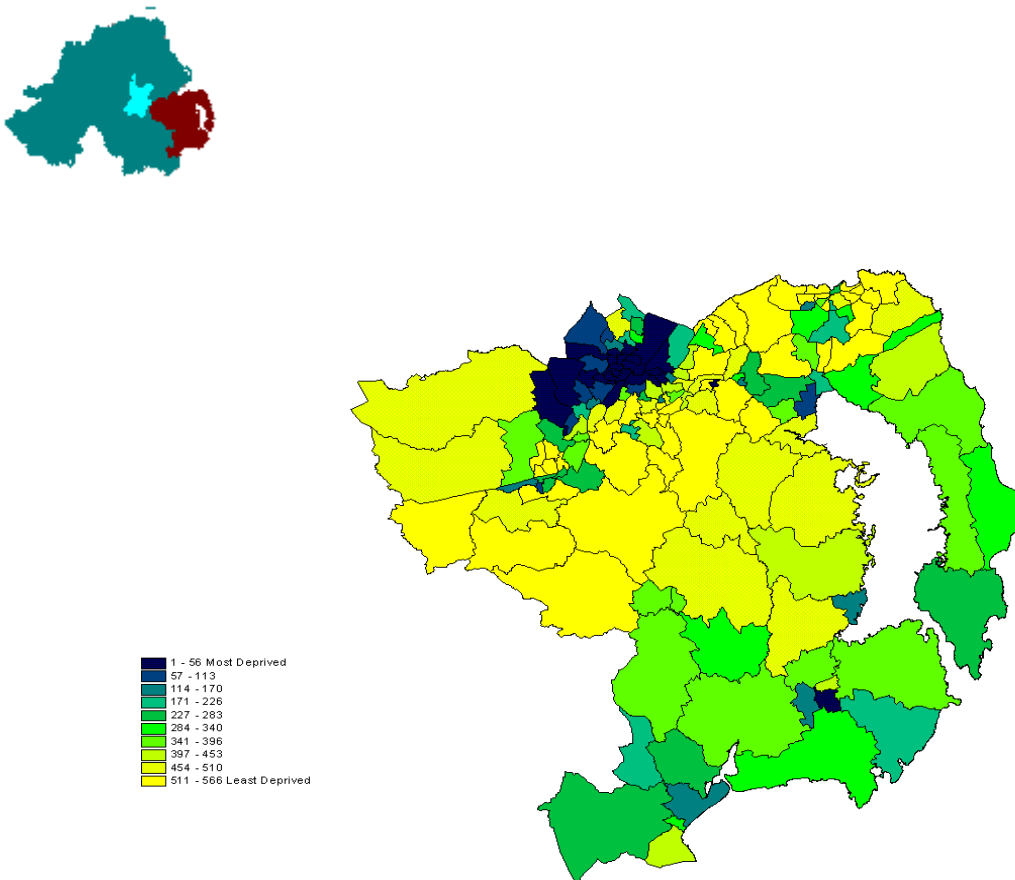 1 - 56 Most Deprived
57 - 113
114 - 170
171 - 226
227 - 283
284 - 340
341 - 396
397 - 453
454 - 510
511 - 566 Least Deprived